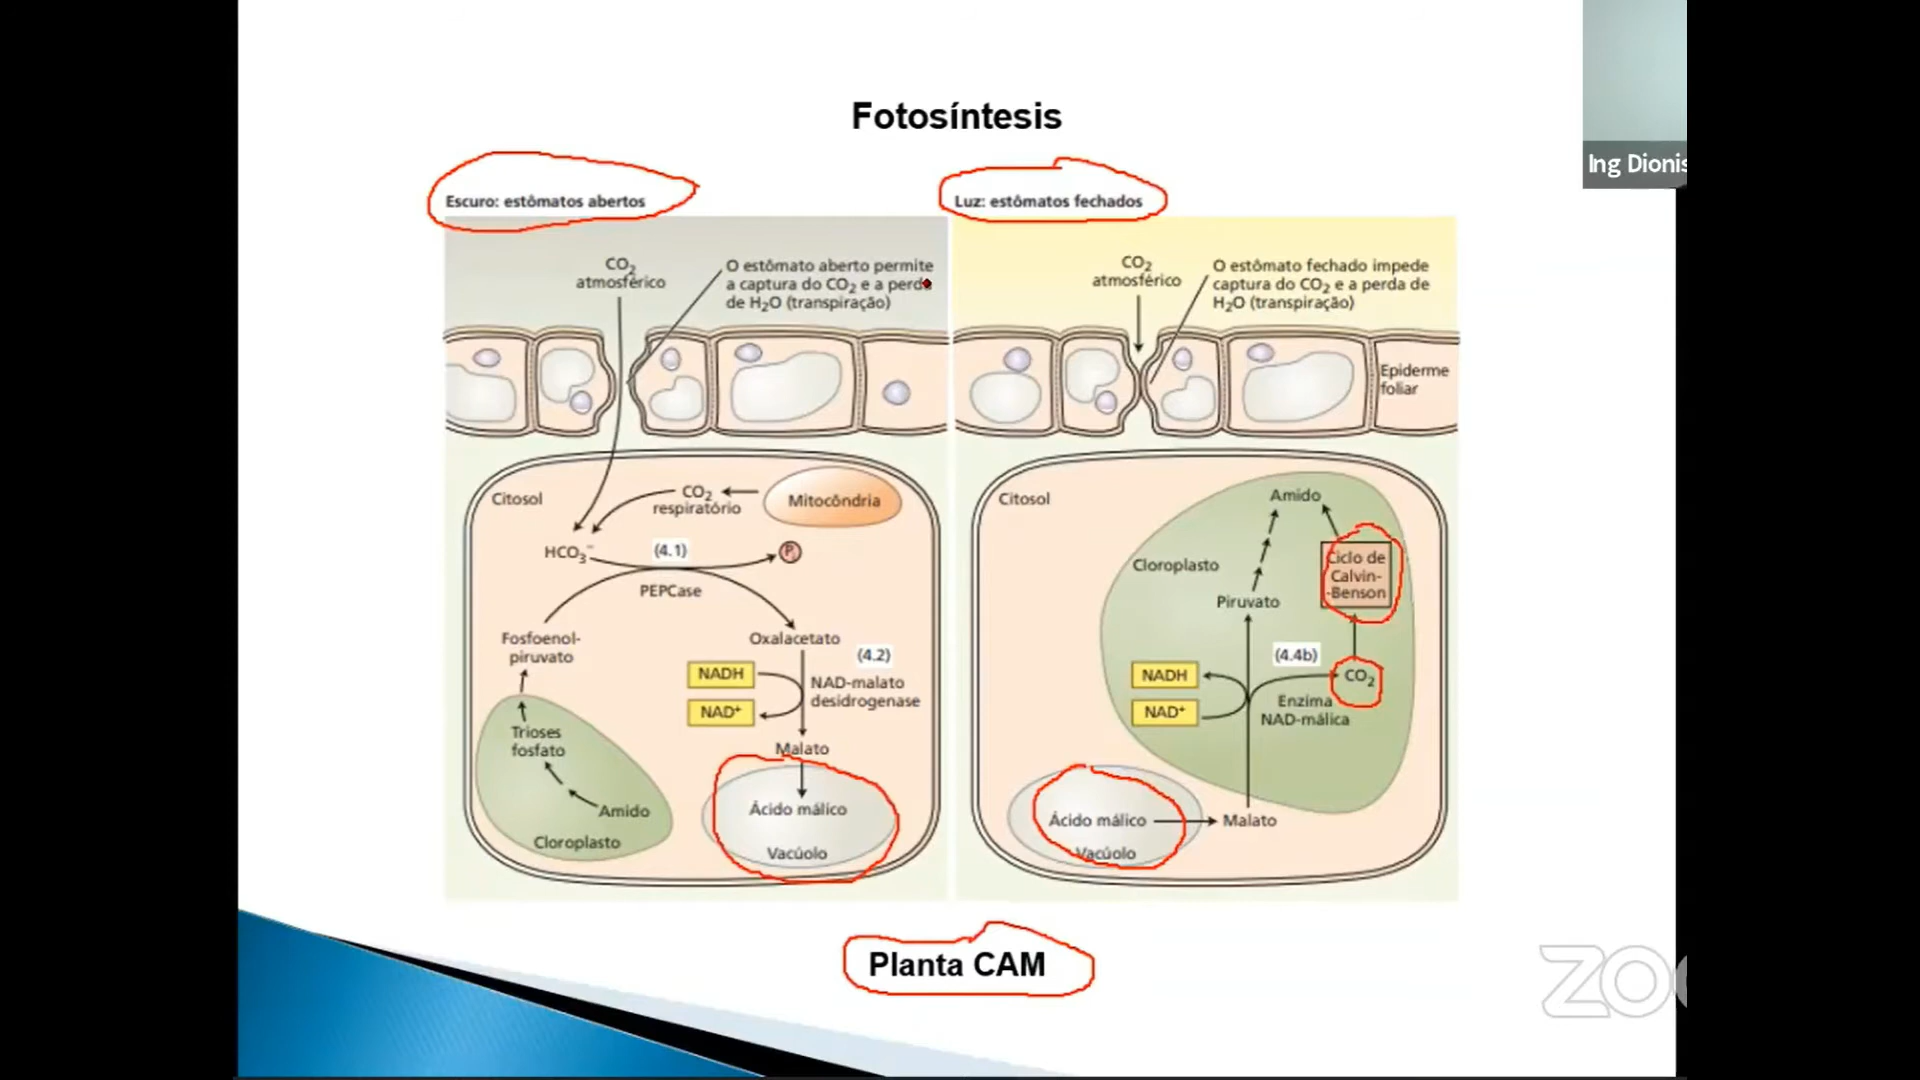 Fotosíntesis
Ing Dionis
Escuro: estômatos abertos
CO2
atmosférico
O estômato aberto permite
a captura do CO2 e a perda
de H2O (transpiração)
Citosol
CO2
respiratório
Mitocôndria
HCO3-
(4.1)
Pi
PEPCase
Fosfoenol-
piruvato
Oxalacetato
(4.2)
NADH
NAD-malato
desidrogenase
NAD+
Trioses
fosfato
Malato
Amido
Ácido málico
Cloroplasto
Vacúolo
Luz: estômatos fechados
CO2
atmosférico
O estômato fechado impede
captura do CO2 e a perda de
H2O (transpiração)
Epiderme
foliar
Citosol
Amido
Cloroplasto
Ciclo de
Calvin-
-Benson
Piruvato
(4.4b)
NADH
CO2
NAD+
Enzima
NAD-málica
Ácido málico
Malato
Vacúolo
Planta CAM
ZO